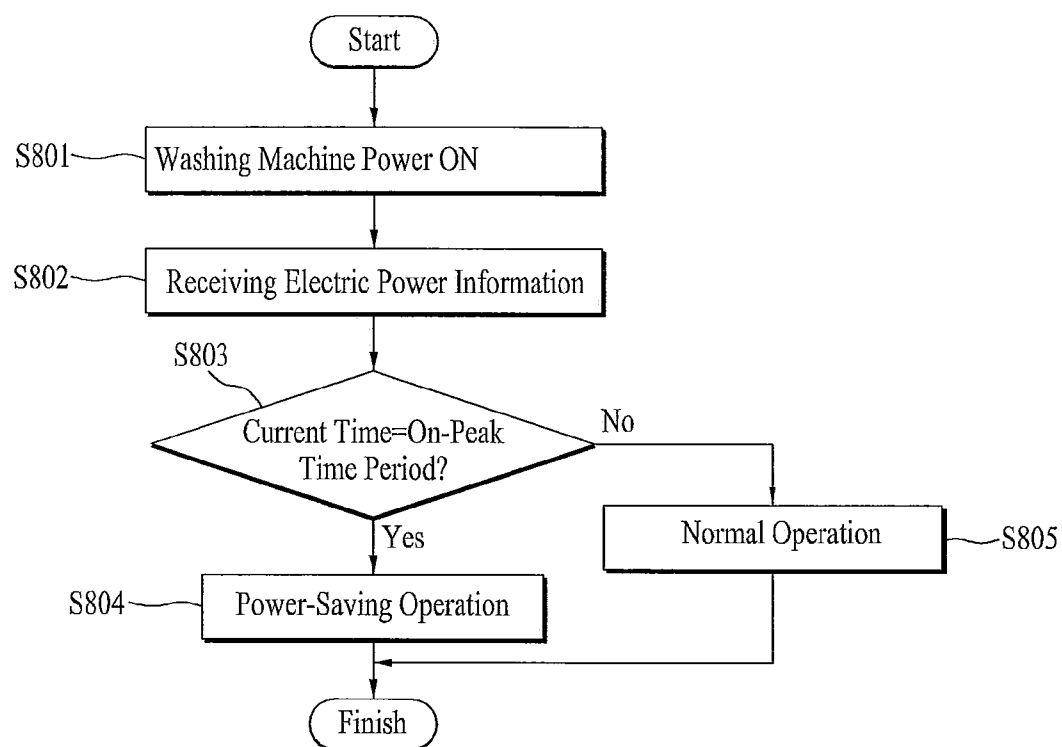 Start
S801
Washing Machine Power ON
S802
Receiving Electric Power Information
S803
Current Time=On-Peak
Time Period?
No
Yes
Normal Operation
S805
S804
Power-Saving Operation
Finish